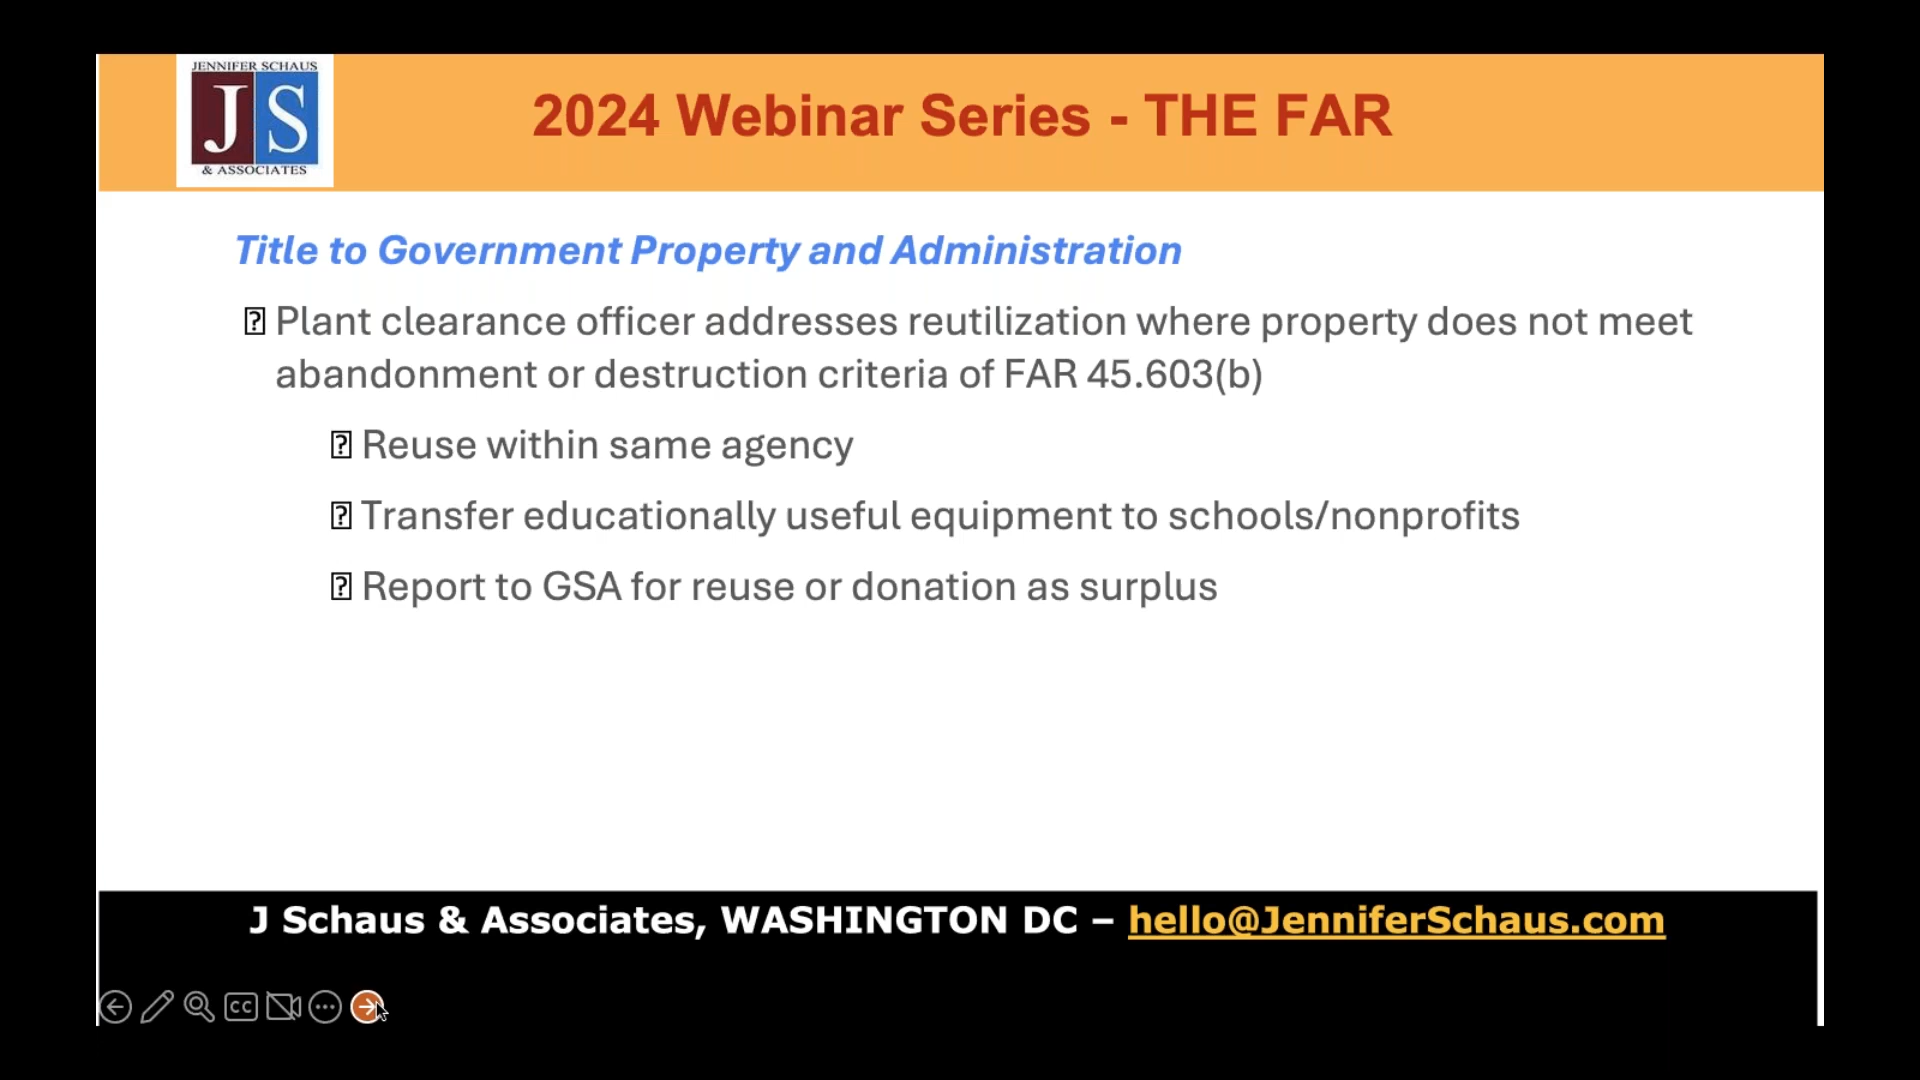 JENNIFER SCHAUS
JS
& ASSOCIATES
2024 Webinar Series - THE FAR
Title to Government Property and Administration
Plant clearance officer addresses reutilization where property does not meet
abandonment or destruction criteria of FAR 45.603(b)
Reuse within same agency
Transfer educationally useful equipment to schools/nonprofits
Report to GSA for reuse or donation as surplus
J Schaus & Associates, WASHINGTON DC – hello@JenniferSchaus.com
CC